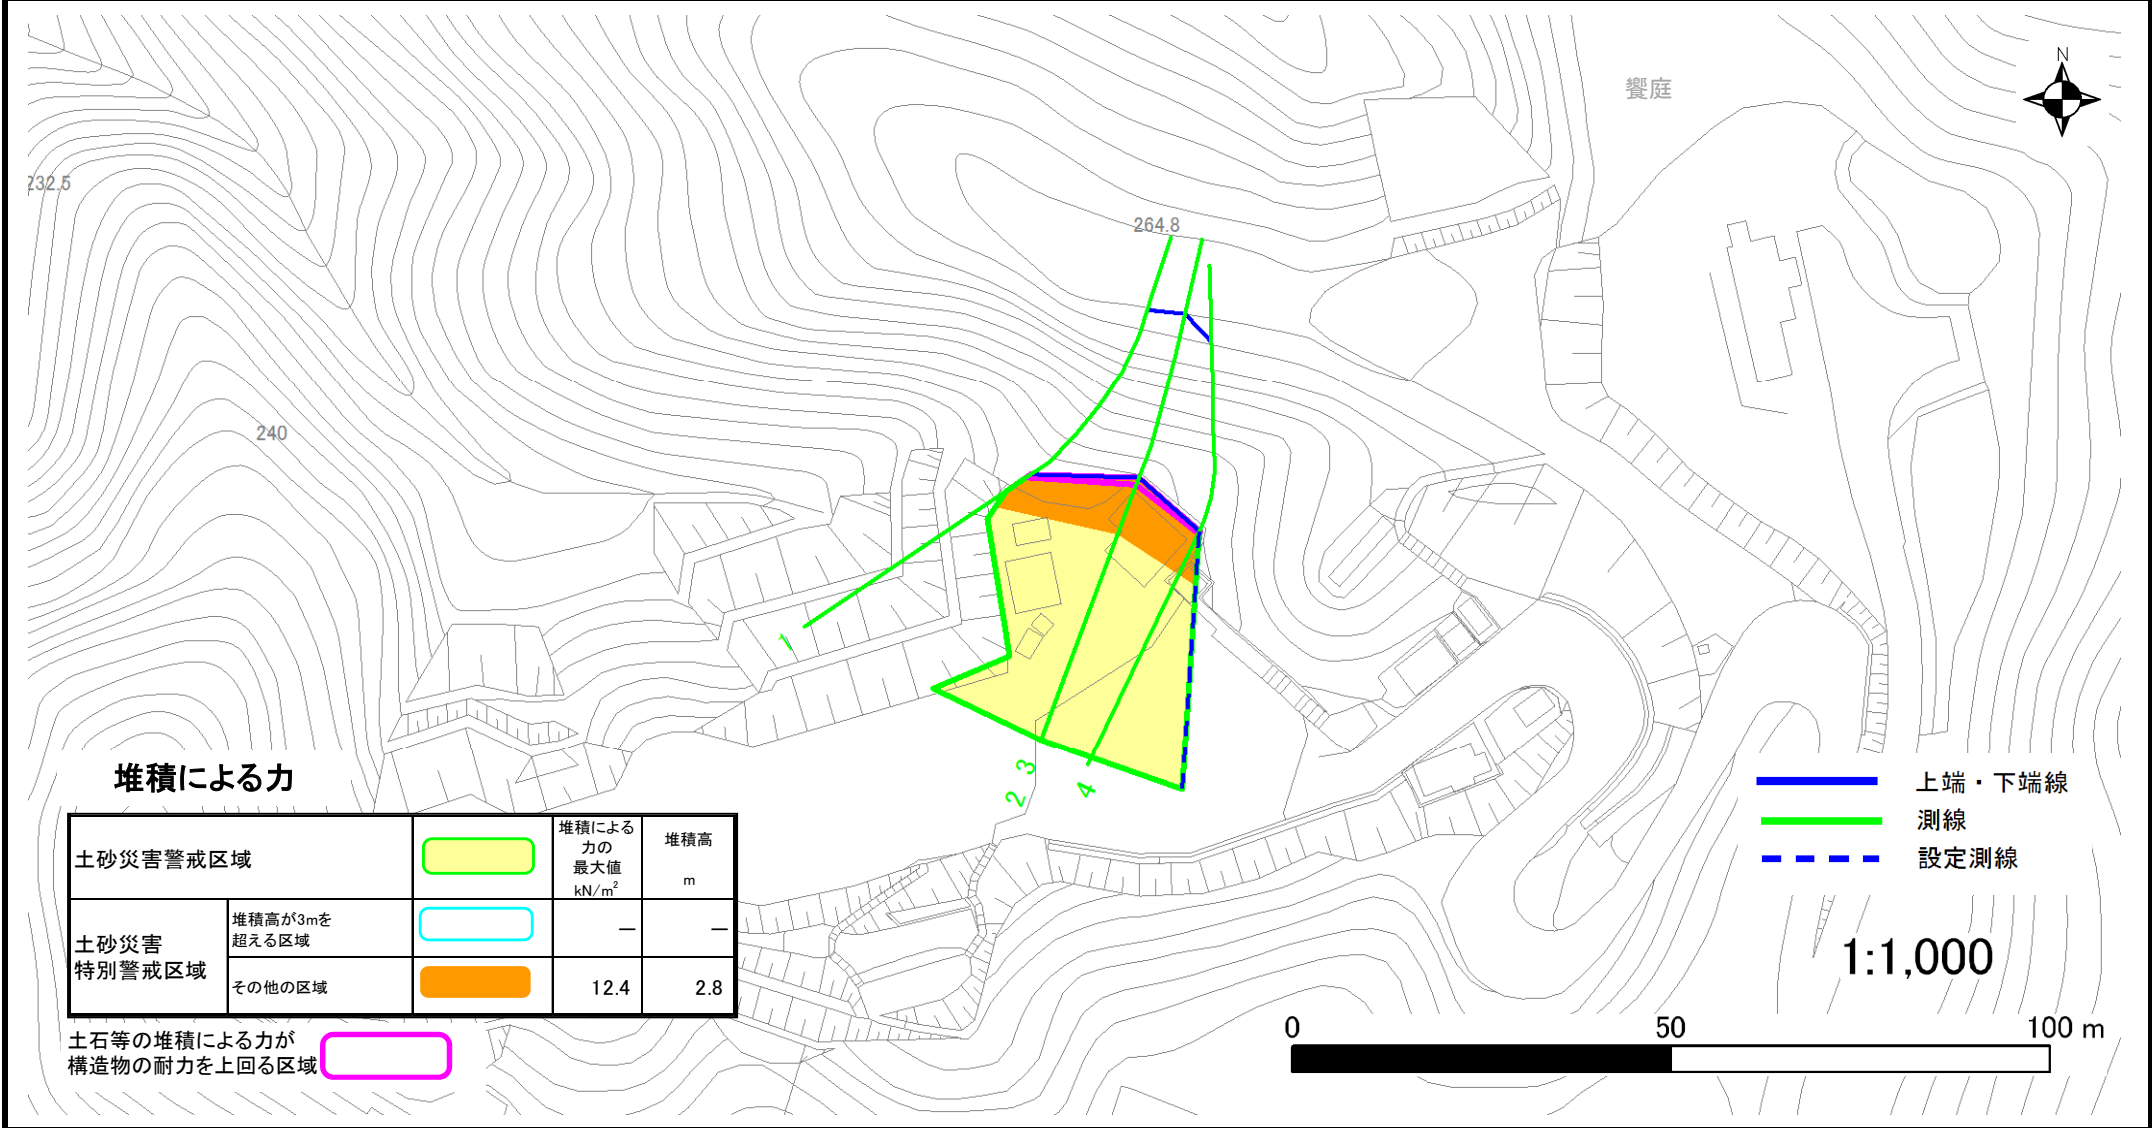 N
饗庭
232.5
264.8
240
1
3
2
4
堆積による力
土砂災害警戒区域
堆積による
力の
最大値
kN/m²
堆積高
m
土砂災害
特別警戒区域
堆積高が3mを
超える区域
—
—
その他の区域
12.4
2.8
土石等の堆積による力が
構造物の耐力を上回る区域
上端・下端線
測線
設定測線
1:1,000
0
50
100 m